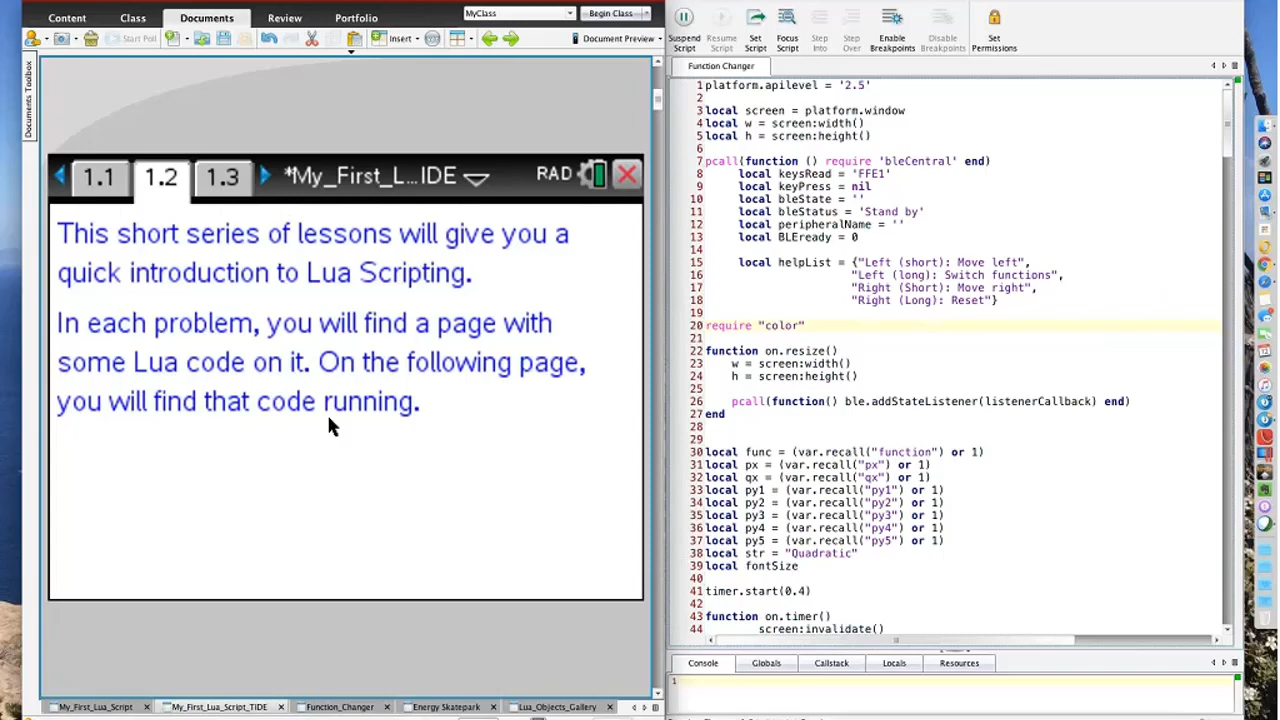 Content Class Documents Review Portfolio
MyClass Begin Class
Start Poll Insert Document Preview
Documents Toolbox
1.1 1.2 1.3 *My_First_L...IDE RAD
This short series of lessons will give you a
quick introduction to Lua Scripting.
In each problem, you will find a page with
some Lua code on it. On the following page,
you will find that code running.
My_First_Lua_Script My_First_Lua_Script_TIDE Function_Changer Energy Skatepark Lua_Objects_Gallery
Suspend Script Resume Script Set Script Focus Script Step Into Step Over Enable Breakpoints Disable Breakpoints Set Permissions
Function Changer
1 platform.apilevel = '2.5'
2
3 local screen = platform.window
4 local w = screen:width()
5 local h = screen:height()
6
7 pcall(function () require 'bleCentral' end)
8 local keysRead = 'FFE1'
9 local keyPress = nil
10 local bleState = ''
11 local bleStatus = 'Stand by'
12 local peripheralName = ''
13 local BLEready = 0
14
15 local helpList = {"Left (short): Move left",
16 "Left (long): Switch functions",
17 "Right (Short): Move right",
18 "Right (Long): Reset"}
19
20 require "color"
21
22 function on.resize()
23 w = screen:width()
24 h = screen:height()
25
26 pcall(function() ble.addStateListener(listenerCallback) end)
27 end
28
29
30 local func = (var.recall("function") or 1)
31 local px = (var.recall("px") or 1)
32 local qx = (var.recall("qx") or 1)
33 local py1 = (var.recall("py1") or 1)
34 local py2 = (var.recall("py2") or 1)
35 local py3 = (var.recall("py3") or 1)
36 local py4 = (var.recall("py4") or 1)
37 local py5 = (var.recall("py5") or 1)
38 local str = "Quadratic"
39 local fontSize
40
41 timer.start(0.4)
42
43 function on.timer()
44 screen:invalidate()
Console Globals Callstack Locals Resources
1